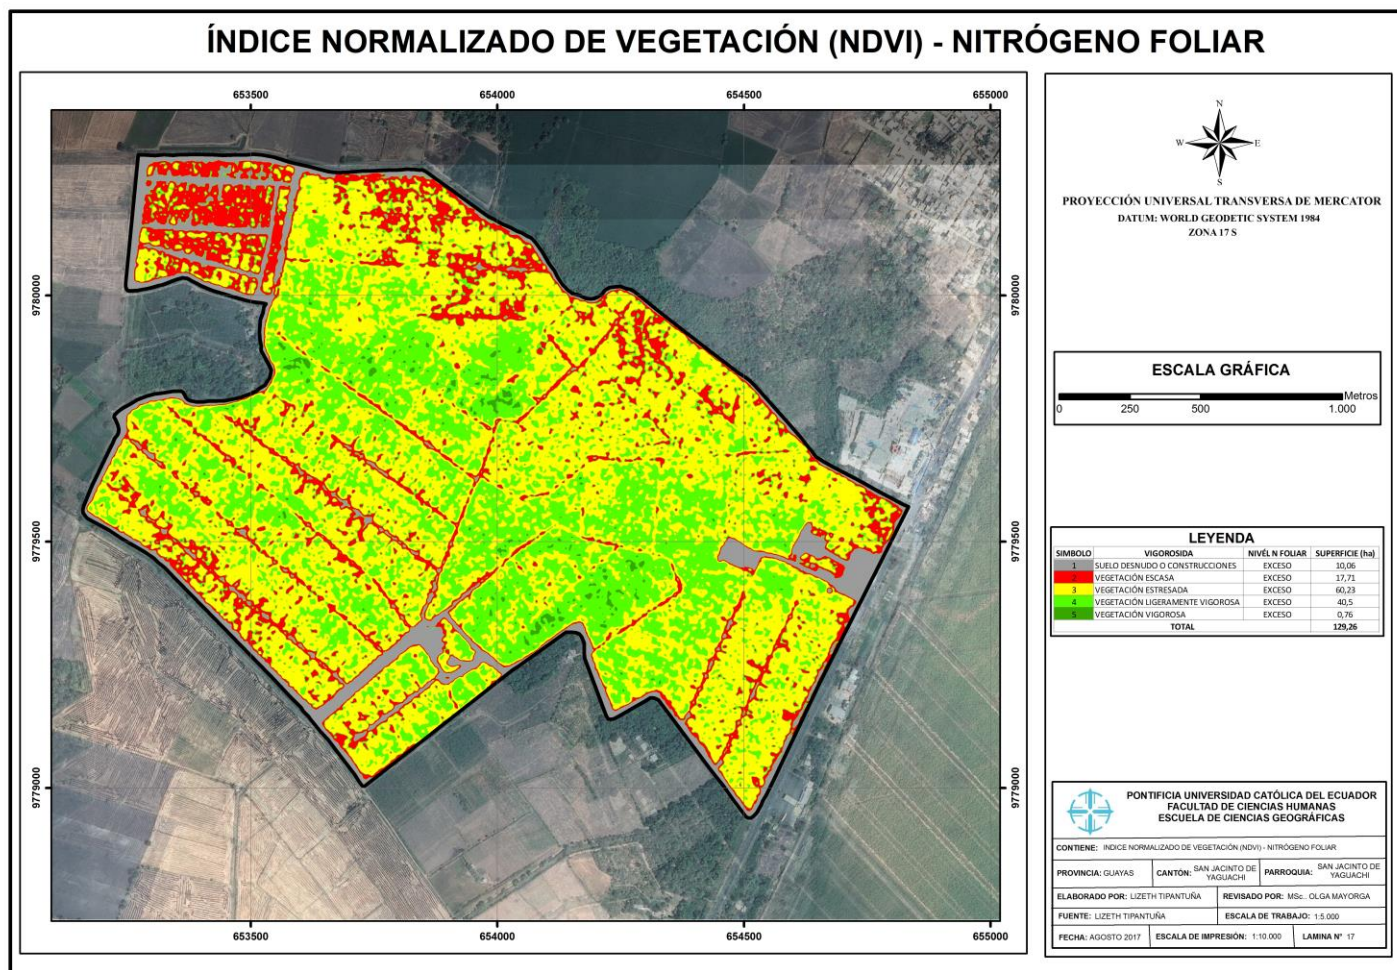 ÍNDICE NORMALIZADO DE VEGETACIÓN (NDVI) - NITRÓGENO FOLIAR
653500 654000 654500 655000
9780000 9780000
9779500 9779500
9779000 9779000
653500 654000 654500 655000
N
W E
S
PROYECCIÓN UNIVERSAL TRANSVERSA DE MERCATOR
DATUM: WORLD GEODETIC SYSTEM 1984
ZONA 17 S
ESCALA GRÁFICA
Metros
0 250 500 1.000
LEYENDA
SIMBOLO VIGOROSIDA NIVÉL N FOLIAR SUPERFICIE (ha)
1 SUELO DESNUDO O CONSTRUCCIONES EXCESO 10,06
2 VEGETACIÓN ESCASA EXCESO 17,71
3 VEGETACIÓN ESTRESADA EXCESO 60,23
4 VEGETACIÓN LIGERAMENTE VIGOROSA EXCESO 40,5
5 VEGETACIÓN VIGOROSA EXCESO 0,76
TOTAL 129,26
PONTIFICIA UNIVERSIDAD CATÓLICA DEL ECUADOR
FACULTAD DE CIENCIAS HUMANAS
ESCUELA DE CIENCIAS GEOGRÁFICAS
CONTIENE: INDICE NORMALIZADO DE VEGETACIÓN (NDVI) - NITRÓGENO FOLIAR
PROVINCIA: GUAYAS CANTÓN: SAN JACINTO DE YAGUACHI PARROQUIA: SAN JACINTO DE YAGUACHI
ELABORADO POR: LIZETH TIPANTUÑA REVISADO POR: MSc.. OLGA MAYORGA
FUENTE: LIZETH TIPANTUÑA ESCALA DE TRABAJO: 1:5.000
FECHA: AGOSTO 2017 ESCALA DE IMPRESIÓN: 1:10.000 LAMINA N° 17